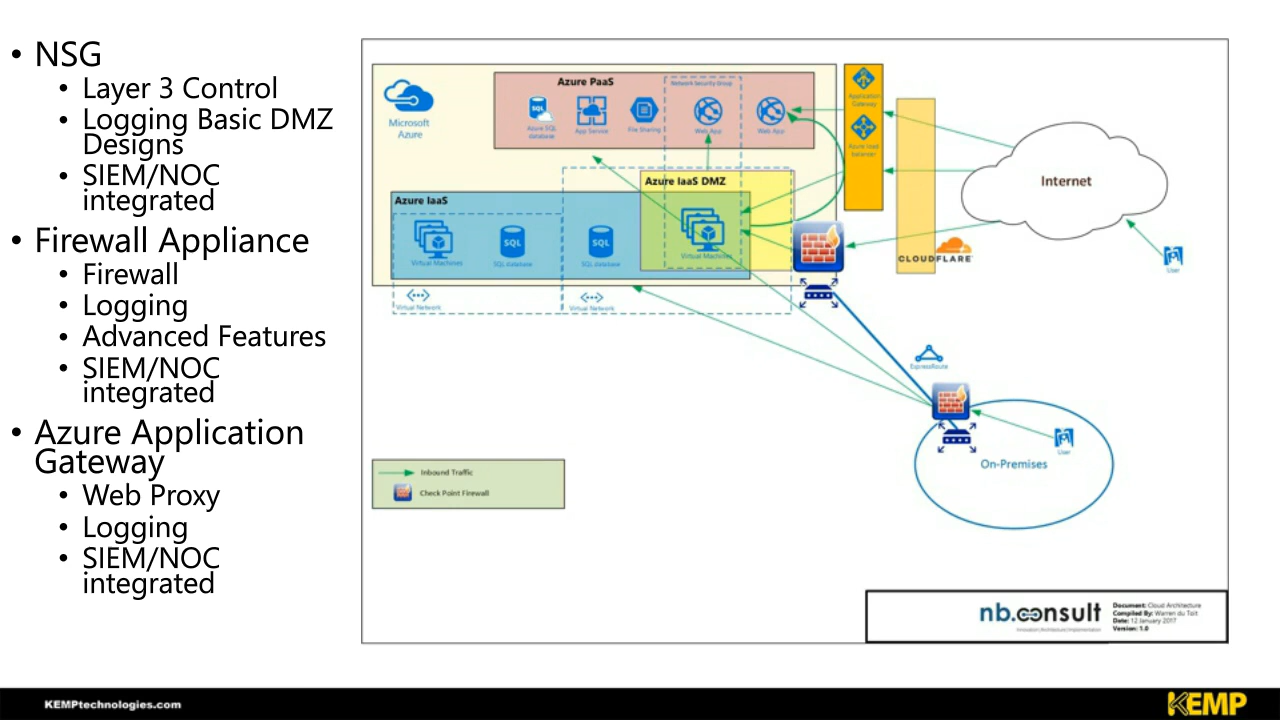 • NSG
• Layer 3 Control
• Logging Basic DMZ
Designs
• SIEM/NOC
integrated
• Firewall Appliance
• Firewall
• Logging
• Advanced Features
• SIEM/NOC
integrated
• Azure Application
Gateway
• Web Proxy
• Logging
• SIEM/NOC
integrated
Microsoft
Azure
Azure PaaS
Azure SQL
database
App Service
File Sharing
Network Security Group
Web App
Web App
Application
Gateway
Azure load
balancer
Azure IaaS DMZ
Virtual Machines
Azure IaaS
Virtual Machines
SQL
SQL database
SQL
SQL database
Virtual Network
Virtual Network
CLOUDFLARE
Internet
User
ExpressRoute
User
On-Premises
Inbound Traffic
Check Point Firewall
nb.consult
Innovation|Architecture|Implementation
Document: Cloud Architecture
Compiled By: Warren du Toit
Date: 12 January 2017
Version: 1.0
KEMPtechnologies.com
KEMP